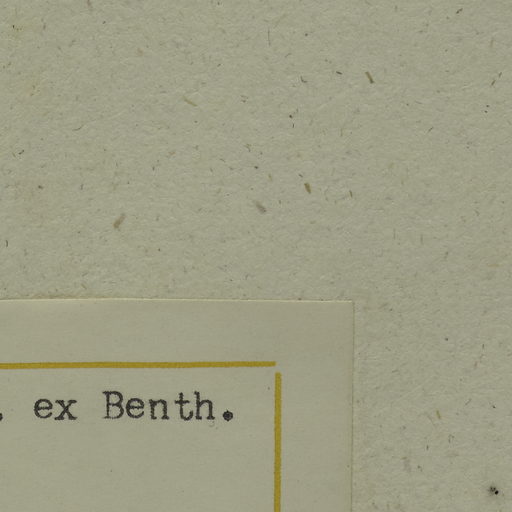 . ex Benth.